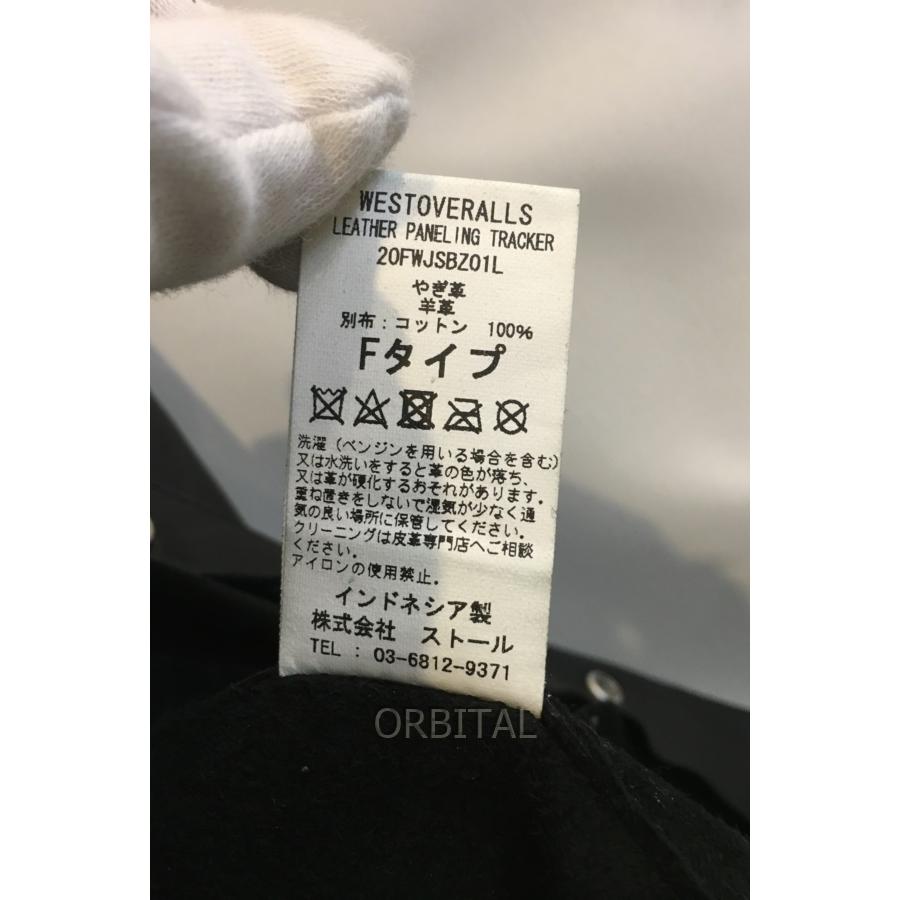 WESTOVERALLS
LEATHER PANELING TRACKER
20FWJSBZ01L
やぎ革
羊革
別布：コットン 100%
Fタイプ
洗濯（ベンジンを用いる場合を含む）
又は水洗いをすると革の色が落ち、
又は革が硬化するおそれがあります。
重ね置きをしないで湿気が少なく通
気の良い場所に保管してください。
クリーニングは皮革専門店へご相談
ください。
アイロンの使用禁止．
インドネシア製
株式会社 ストール
TEL : 03-6812-9371
ORBITAL